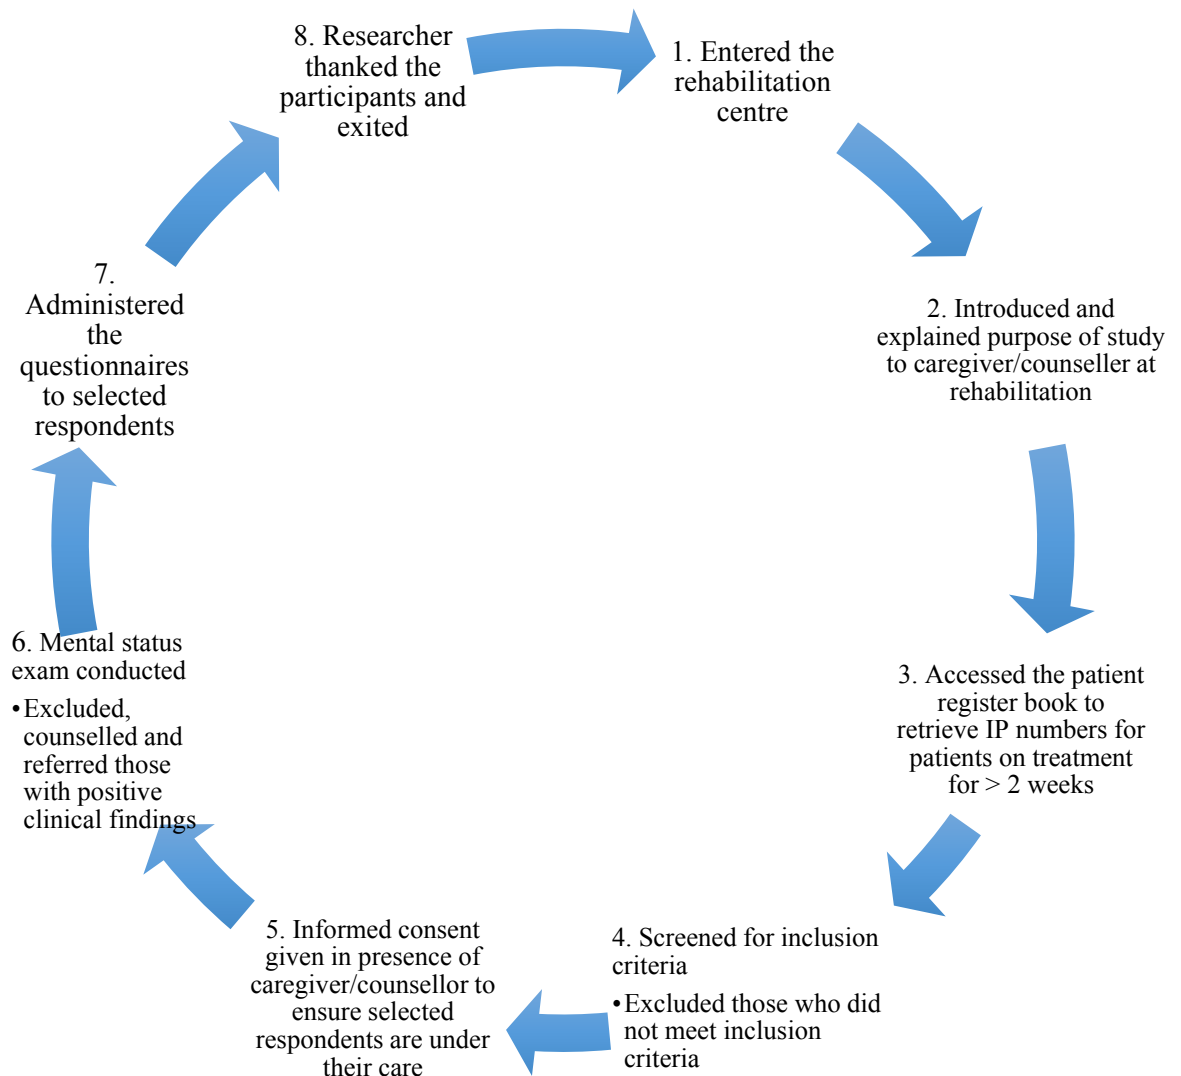 1. Entered the
rehabilitation
centre
2. Introduced and
explained purpose of study
to caregiver/counseller at
rehabilitation
3. Accessed the patient
register book to
retrieve IP numbers for
patients on treatment
for > 2 weeks
4. Screened for inclusion
criteria
•Excluded those who did
not meet inclusion
criteria
5. Informed consent
given in presence of
caregiver/counsellor to
ensure selected
respondents are under
their care
6. Mental status
exam conducted
•Excluded,
counselled and
referred those
with positive
clinical findings
7.
Administered
the
questionnaires
to selected
respondents
8. Researcher
thanked the
participants and
exited